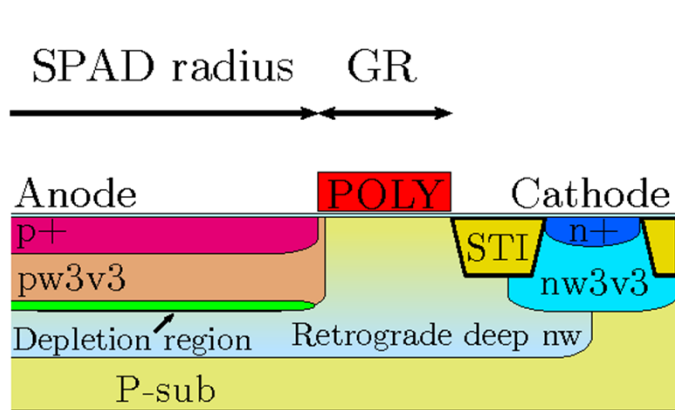 SPAD radius GR
Anode POLY Cathode
p+ n+
STI
pw3v3 nw3v3
Depletion region Retrograde deep nw
P-sub